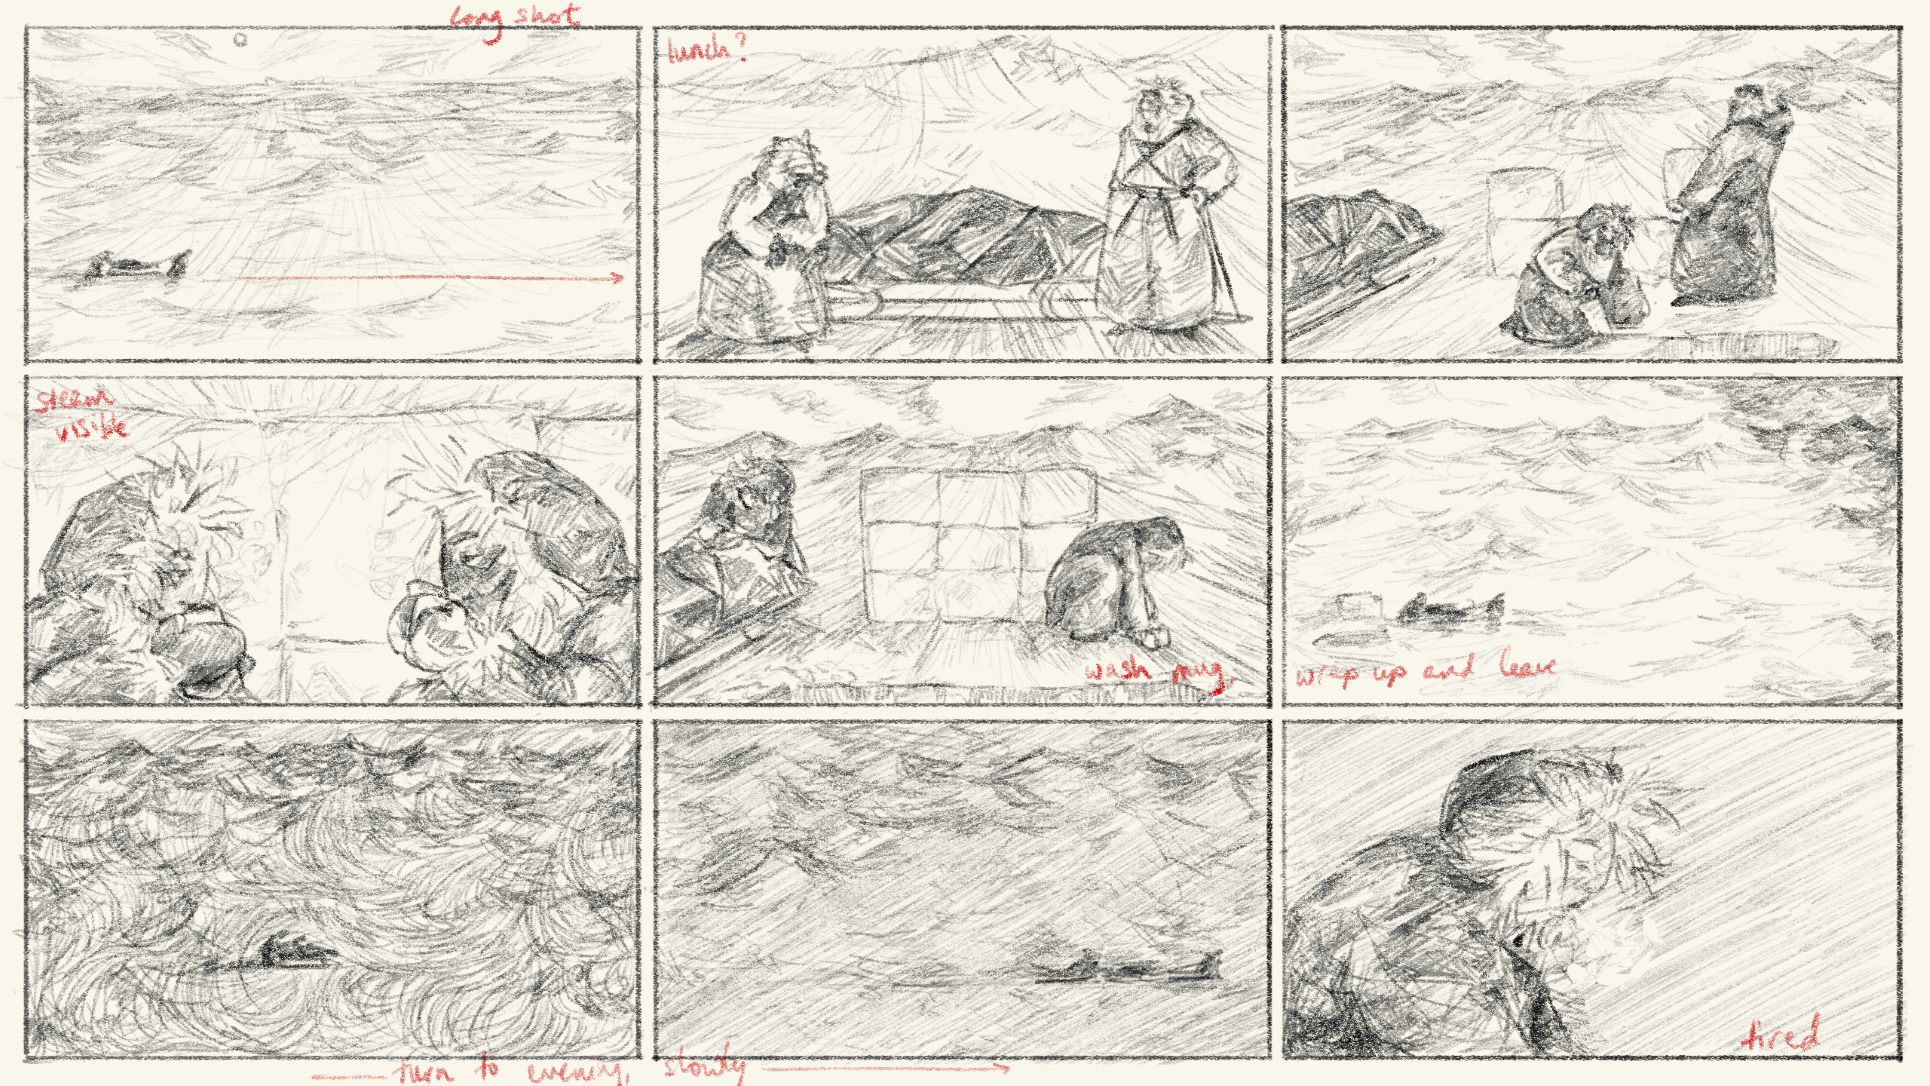 long shot
lunch?
steam
visible
wash mug,
wrap up and leave
turn to evening, slowly
tired